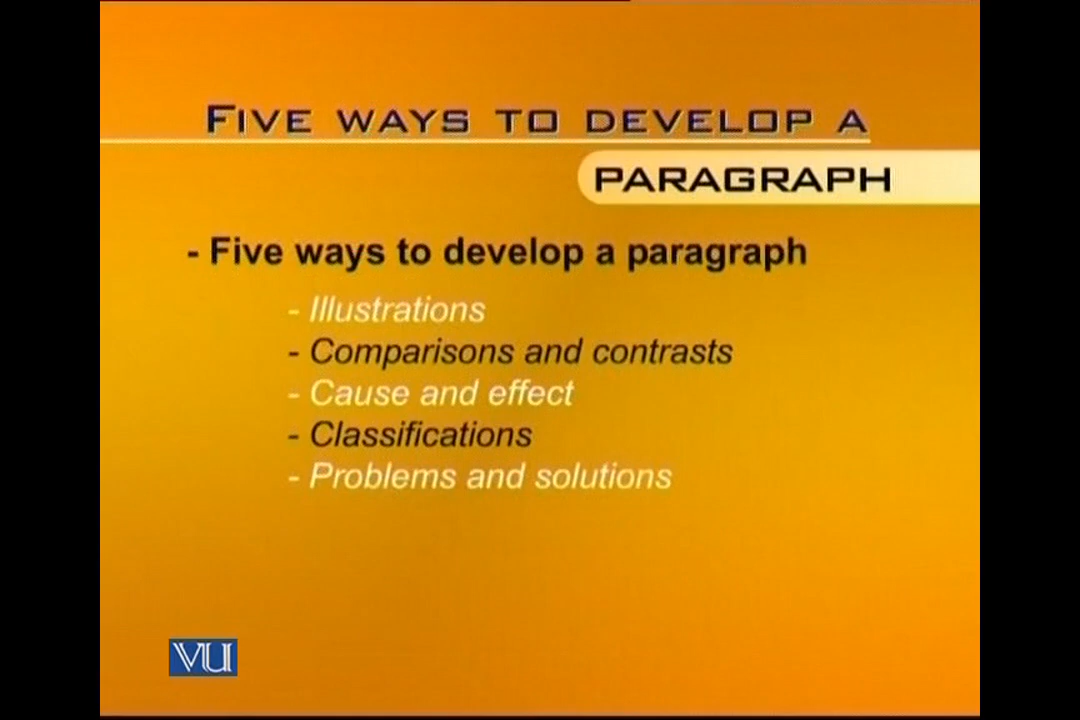 FIVE WAYS TO DEVELOP A
PARAGRAPH
- Five ways to develop a paragraph
- Illustrations
- Comparisons and contrasts
- Cause and effect
- Classifications
- Problems and solutions
VU